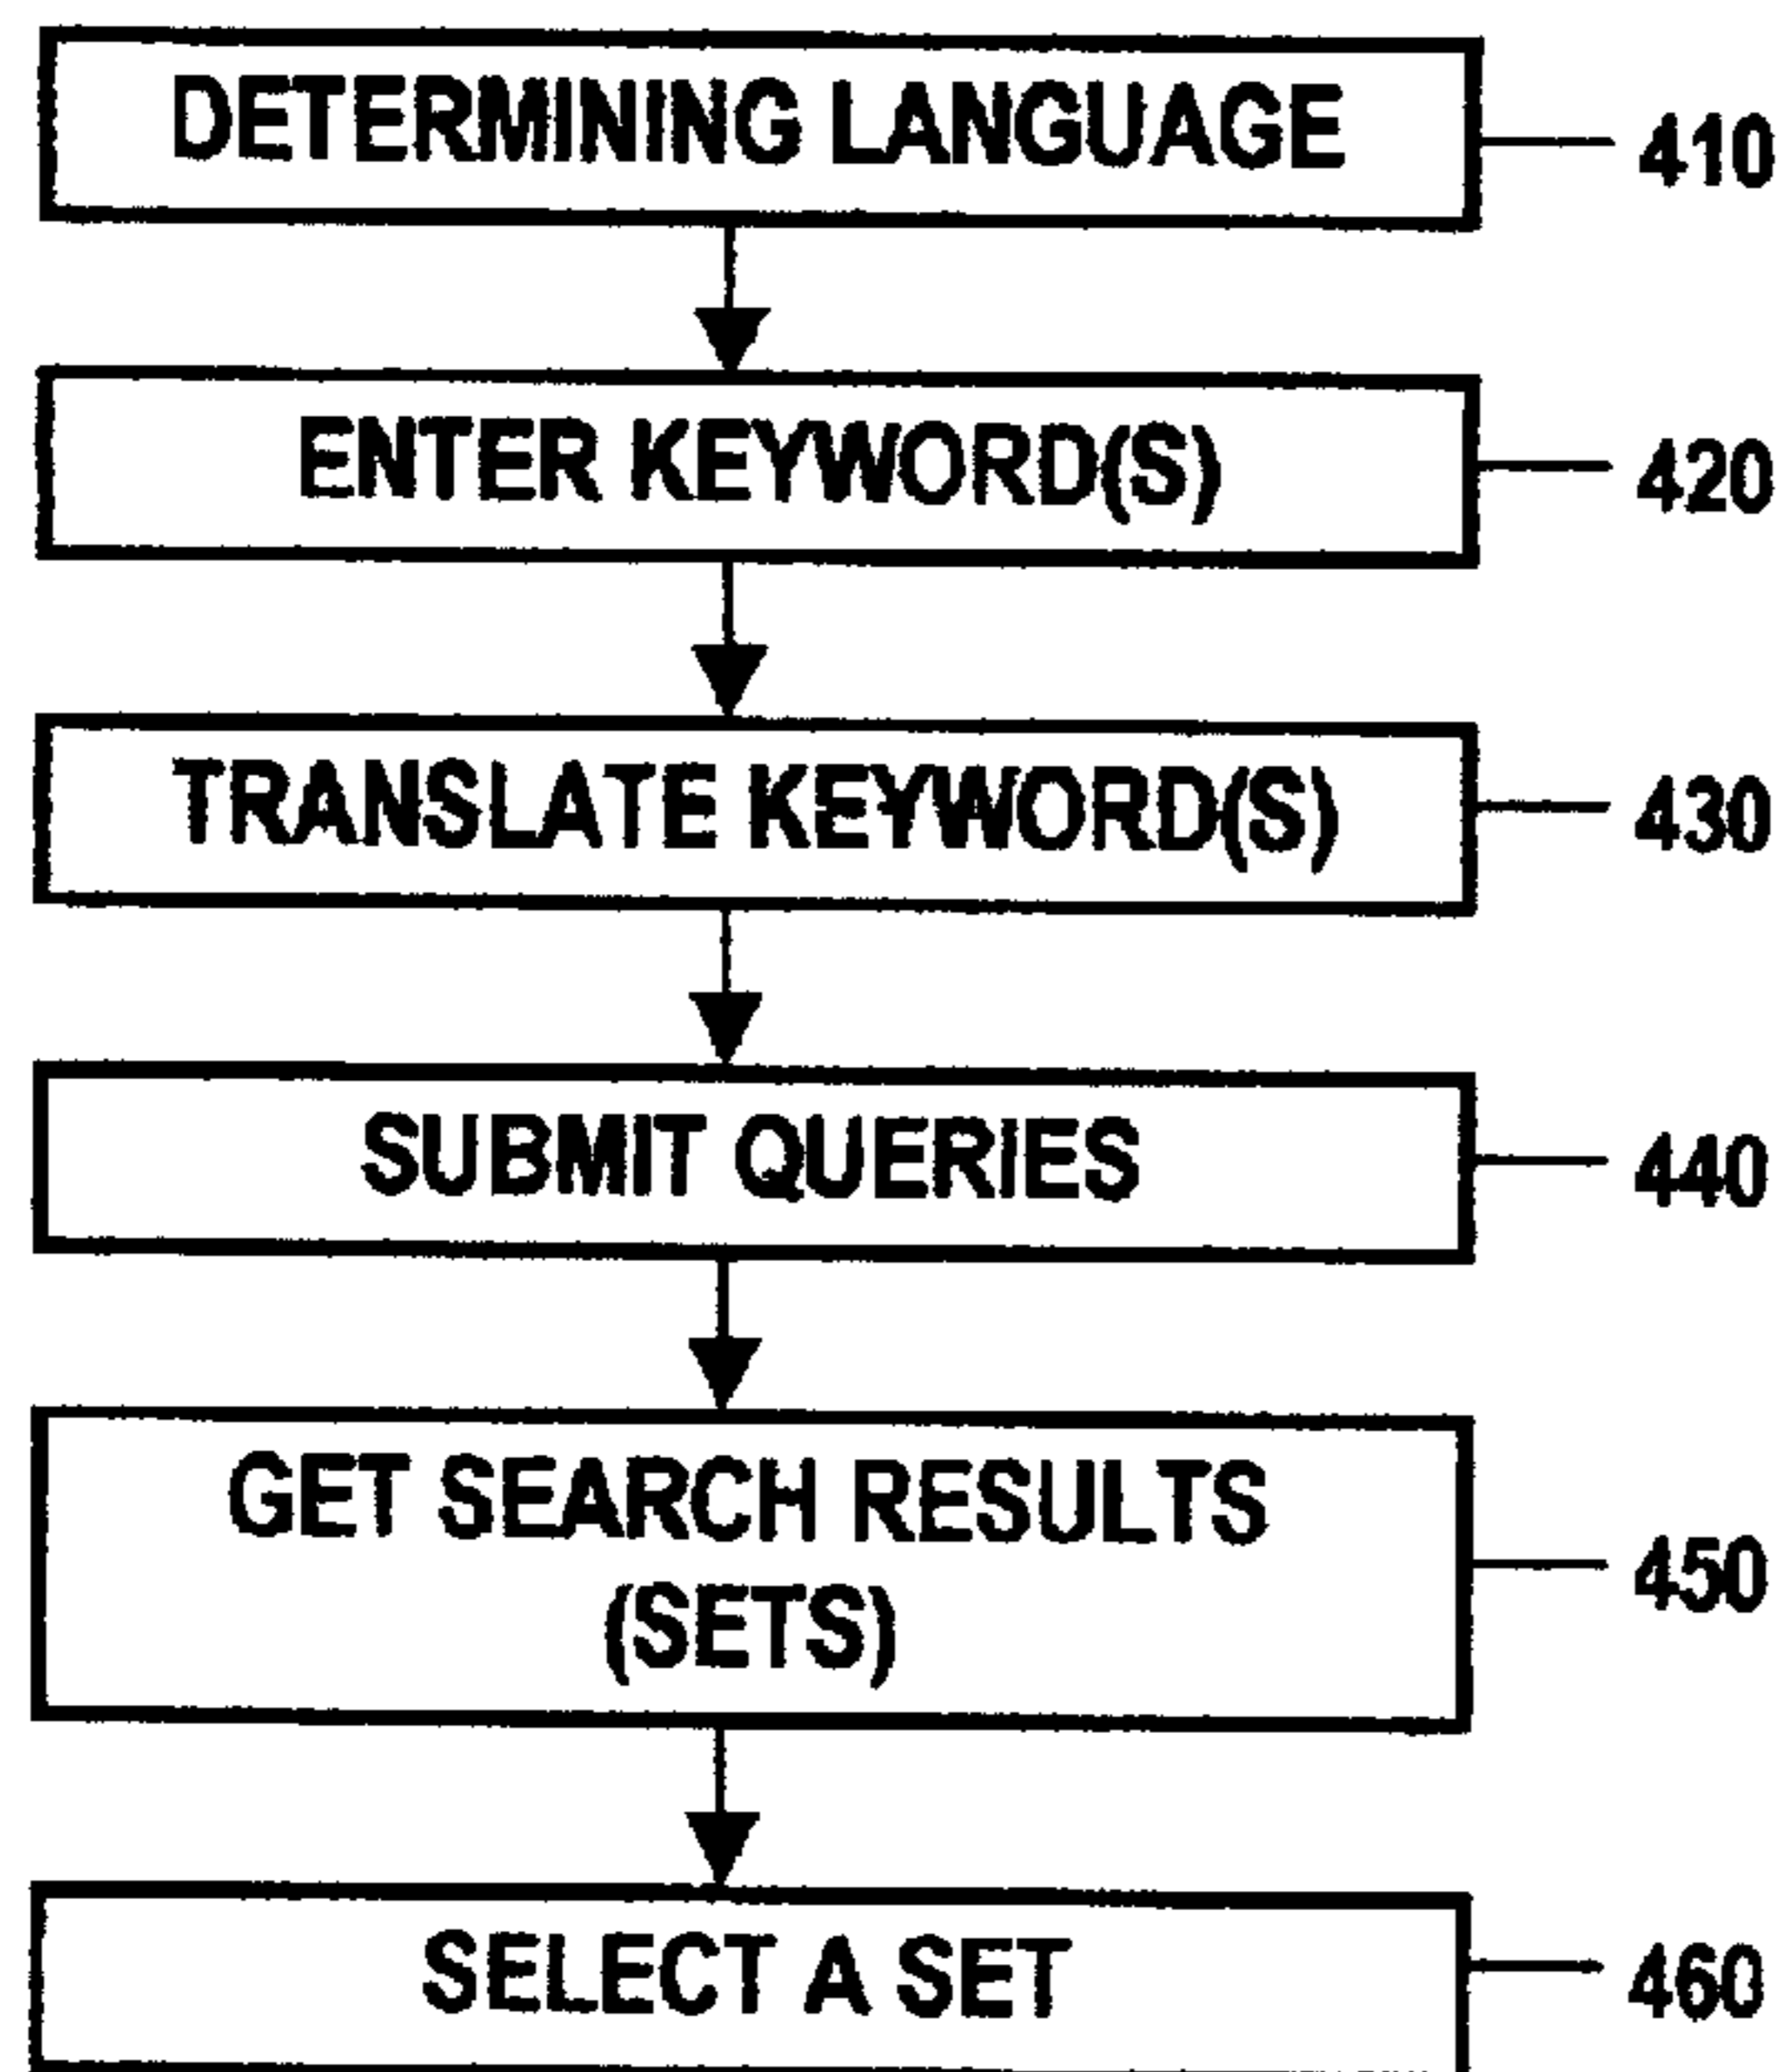 DETERMINING LANGUAGE
410
ENTER KEYWORD(S)
420
TRANSLATE KEYWORD(S)
430
SUBMIT QUERIES
440
GET SEARCH RESULTS
(SETS)
450
SELECT A SET
460